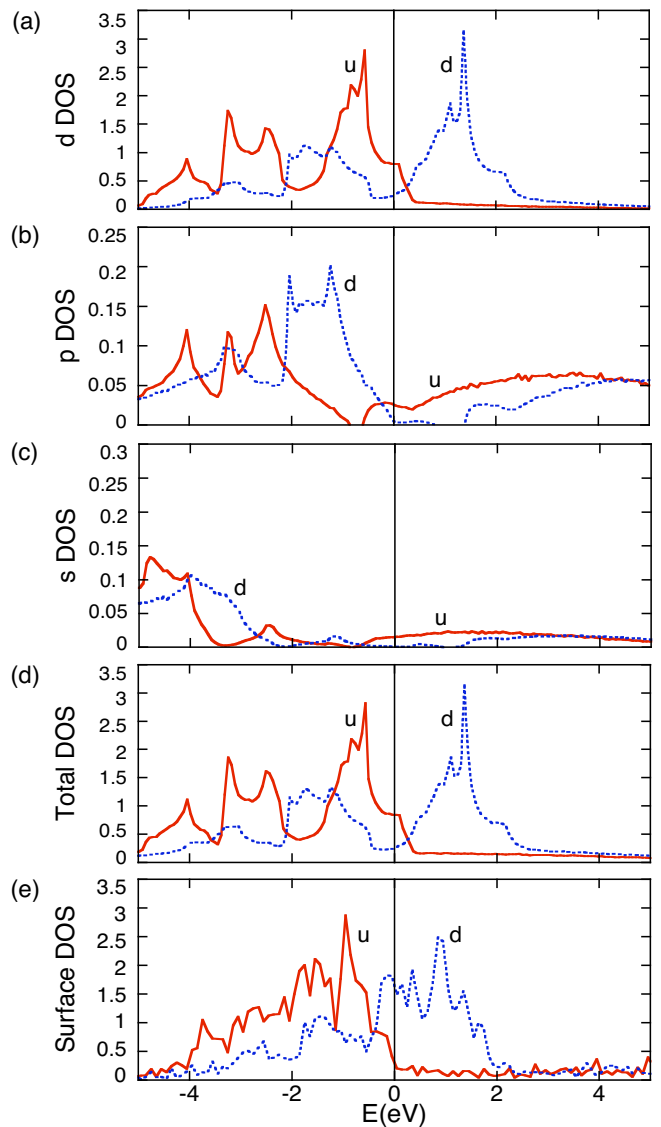 (a)
d DOS
3.5
3
2.5
2
1.5
1
0.5
0
u
d
(b)
p DOS
0.25
0.2
0.15
0.1
0.05
0
d
u
(c)
s DOS
0.3
0.25
0.2
0.15
0.1
0.05
0
d
u
(d)
Total DOS
3.5
3
2.5
2
1.5
1
0.5
0
u
d
(e)
Surface DOS
3.5
3
2.5
2
1.5
1
0.5
0
u
d
-4 -2 0 2 4
E(eV)